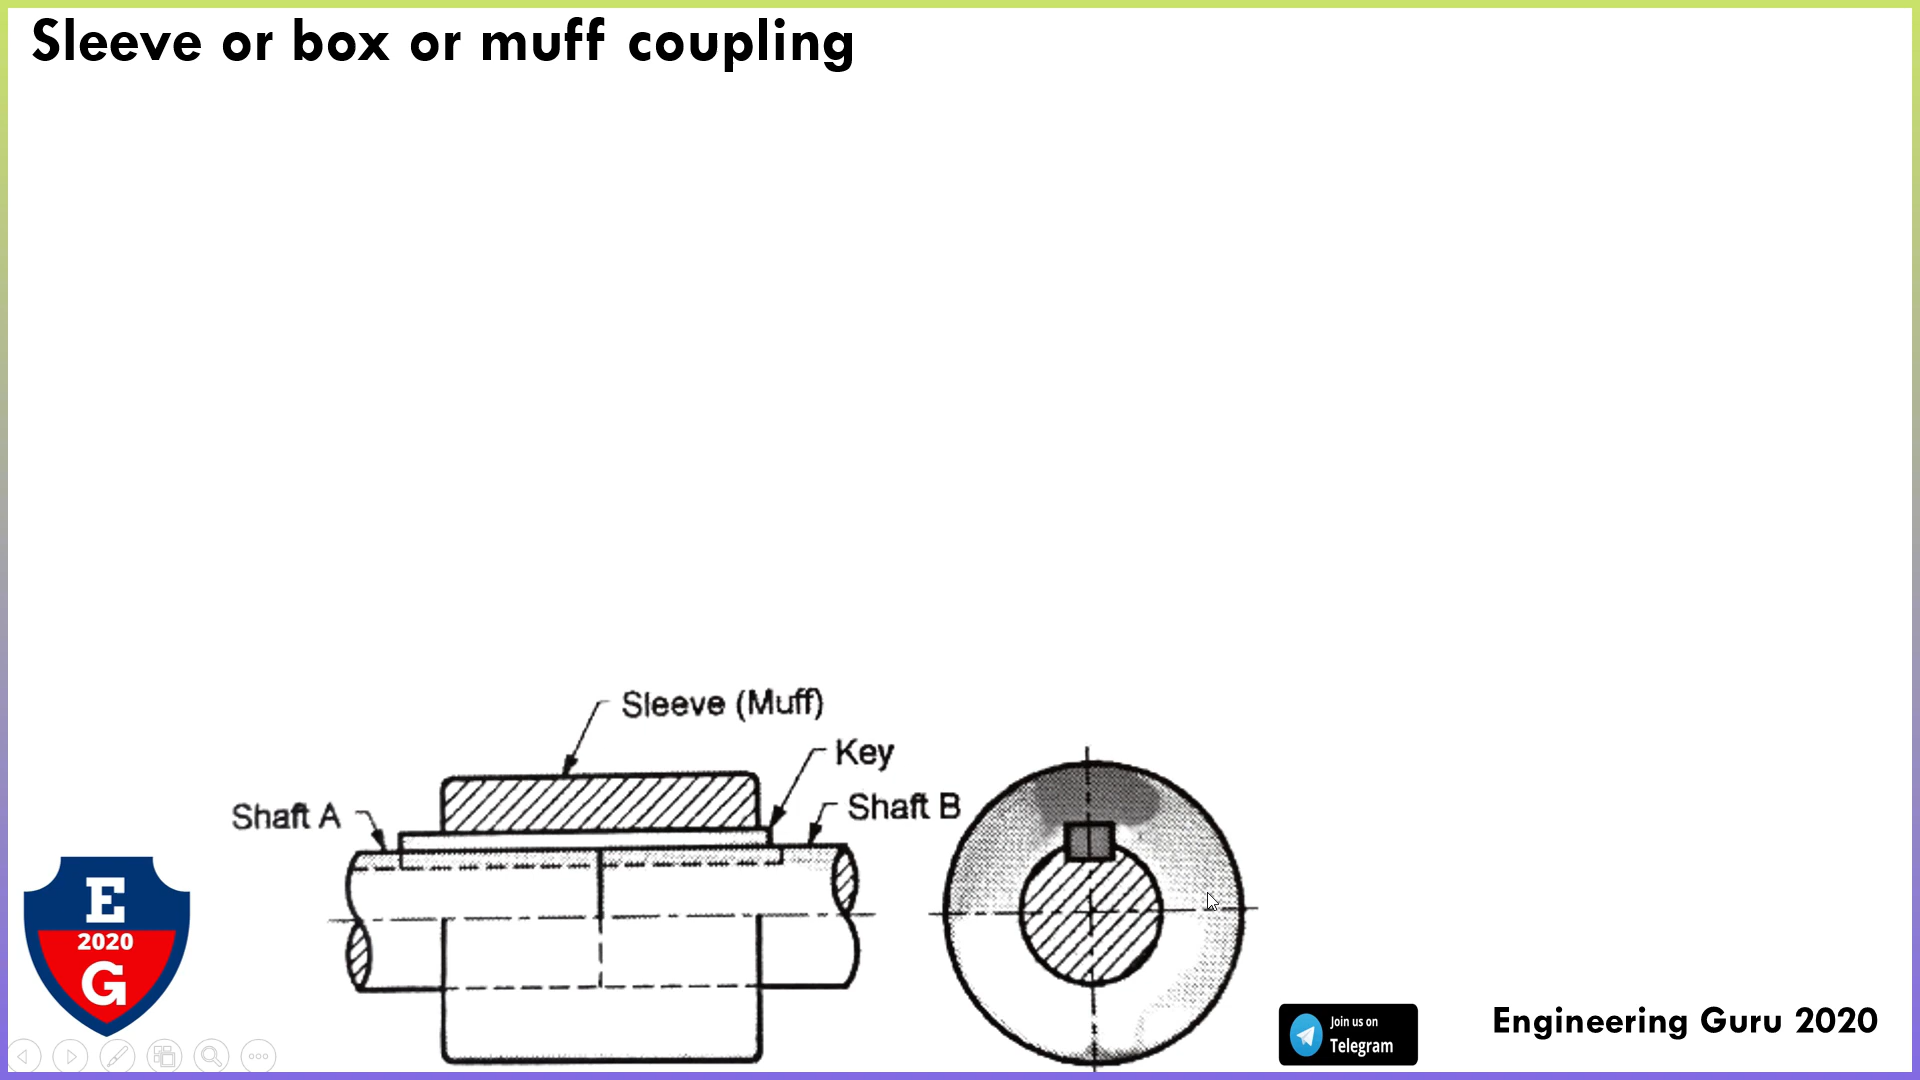 Sleeve or box or muff coupling
Sleeve (Muff)
Key
Shaft A
Shaft B
E
2020
G
Join us on
Telegram
Engineering Guru 2020